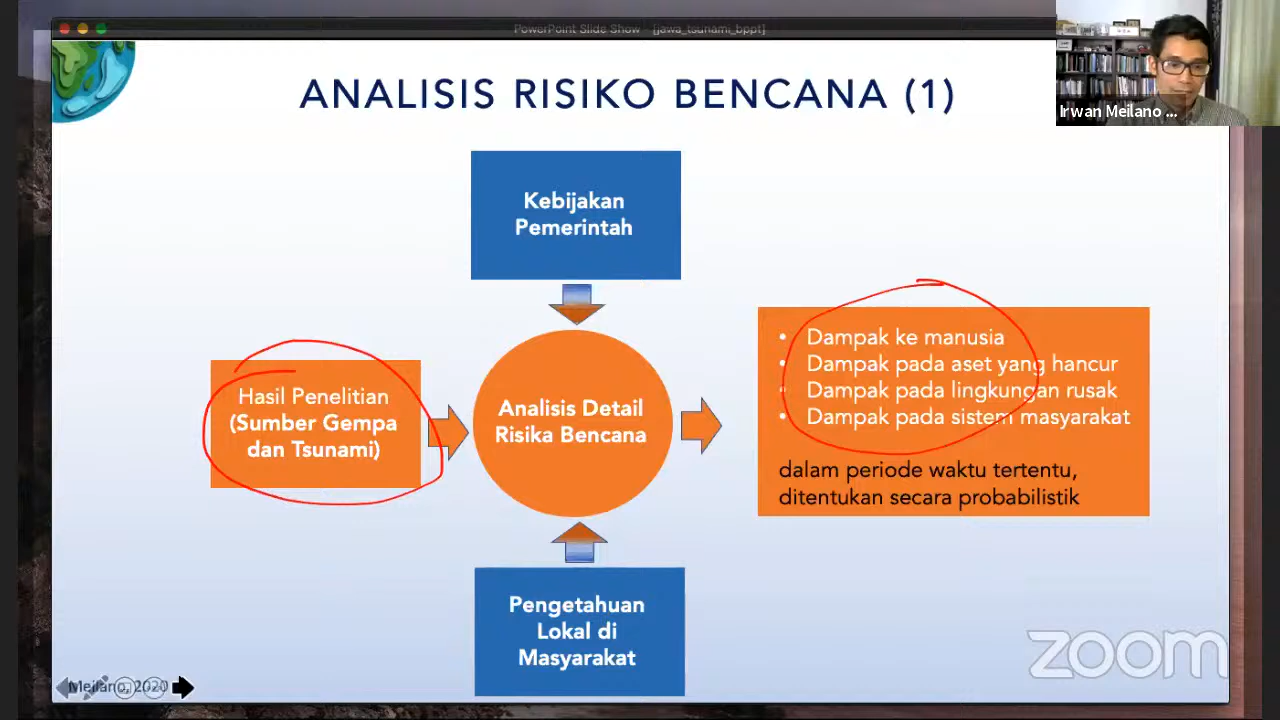 PowerPoint Slide Show - [jawa_tsunami_bppt]
ANALISIS RISIKO BENCANA (1)
Irwan Meilano ...
Kebijakan
Pemerintah
Hasil Penelitian
(Sumber Gempa
dan Tsunami)
Analisis Detail
Risika Bencana
• Dampak ke manusia
• Dampak pada aset yang hancur
• Dampak pada lingkungan rusak
• Dampak pada sistem masyarakat
dalam periode waktu tertentu,
ditentukan secara probabilistik
Pengetahuan
Lokal di
Masyarakat
Meilano, 2020
zoom